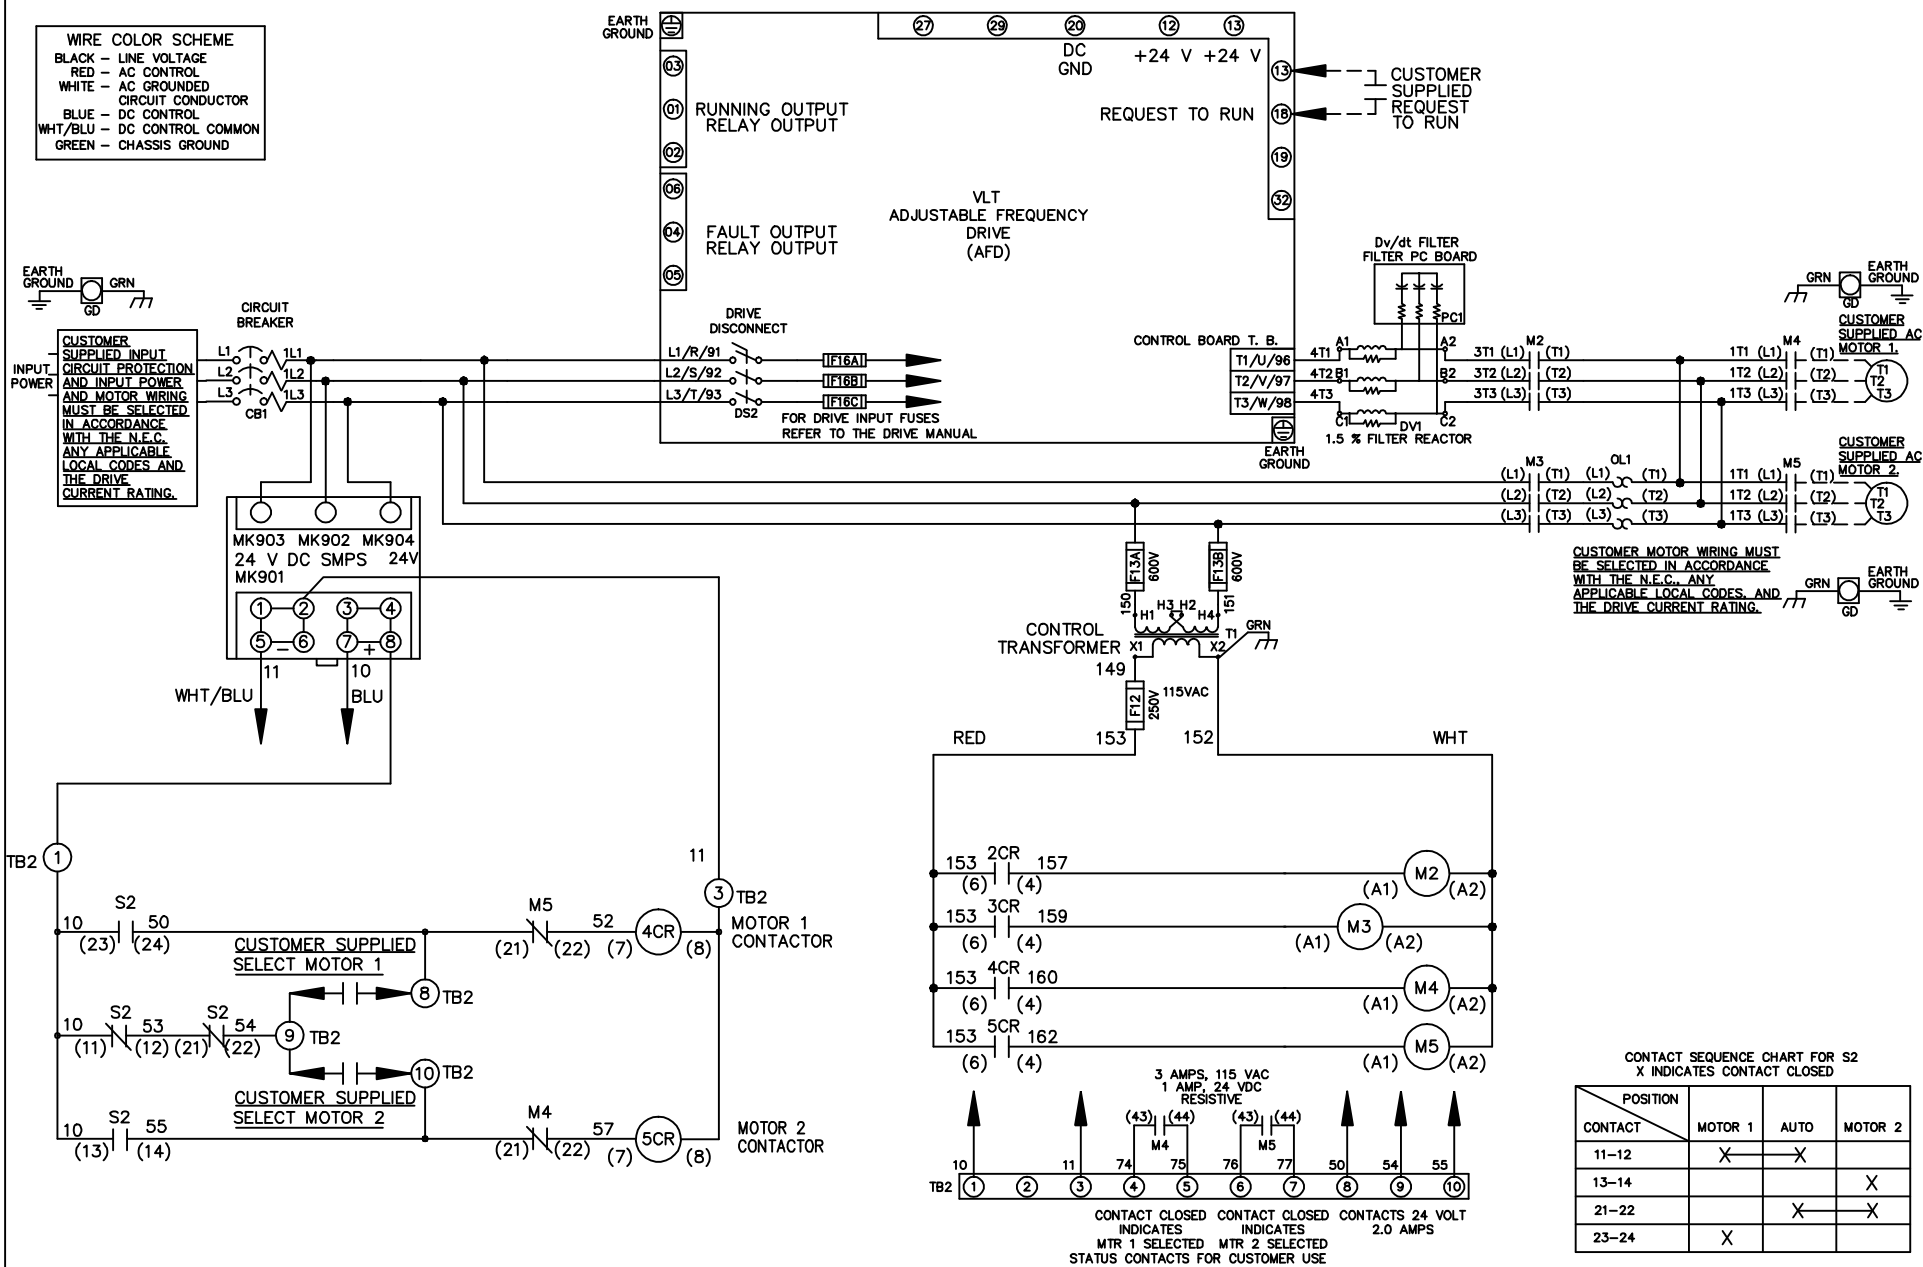 WIRE COLOR SCHEME
BLACK – LINE VOLTAGE
RED – AC CONTROL
WHITE – AC GROUNDED
CIRCUIT CONDUCTOR
BLUE – DC CONTROL
WHT/BLU – DC CONTROL COMMON
GREEN – CHASSIS GROUND
EARTH
GROUND
27 29 20 12 13
DC
GND
+24 V +24 V
03
01
02
RUNNING OUTPUT
RELAY OUTPUT
06
04
05
FAULT OUTPUT
RELAY OUTPUT
VLT
ADJUSTABLE FREQUENCY
DRIVE
(AFD)
REQUEST TO RUN
13
18
19
32
CUSTOMER
SUPPLIED
REQUEST
TO RUN
EARTH
GROUND
GRN
GD
INPUT
POWER
CUSTOMER
SUPPLIED INPUT
CIRCUIT PROTECTION
AND INPUT POWER
AND MOTOR WIRING
MUST BE SELECTED
IN ACCORDANCE
WITH THE N.E.C.
ANY APPLICABLE
LOCAL CODES AND
THE DRIVE
CURRENT RATING.
CIRCUIT
BREAKER
L1 1L1
L2 1L2
L3 1L3
CB1
DRIVE
DISCONNECT
L1/R/91 F16A
L2/S/92 F16B
L3/T/93 F16C
DS2
FOR DRIVE INPUT FUSES
REFER TO THE DRIVE MANUAL
CONTROL BOARD T. B.
T1/U/96
T2/V/97
T3/W/98
EARTH
GROUND
Dv/dt FILTER
FILTER PC BOARD
PC1
4T1 A1 A2
4T2 B1 B2
4T3 C1 C2
DV1
1.5 % FILTER REACTOR
M2
3T1 (L1) (T1)
3T2 (L2) (T2)
3T3 (L3) (T3)
M4
1T1 (L1) (T1)
1T2 (L2) (T2)
1T3 (L3) (T3)
T1
T2
T3
GRN
GD
EARTH
GROUND
CUSTOMER
SUPPLIED AC
MOTOR 1.
M3 OL1
(L1) (T1) (L1) (T1)
(L2) (T2) (L2) (T2)
(L3) (T3) (L3) (T3)
M5
1T1 (L1) (T1)
1T2 (L2) (T2)
1T3 (L3) (T3)
T1
T2
T3
CUSTOMER
SUPPLIED AC
MOTOR 2.
CUSTOMER MOTOR WIRING MUST
BE SELECTED IN ACCORDANCE
WITH THE N.E.C., ANY
APPLICABLE LOCAL CODES, AND
THE DRIVE CURRENT RATING.
GRN
GD
EARTH
GROUND
MK903 MK902 MK904
24 V DC SMPS 24V
MK901
1 2 3 4
5 – 6 7 + 8
11 10
WHT/BLU BLU
F13A 600V F13B 600V
150 151
H1 H3 H2 H4
CONTROL
TRANSFORMER
X1 X2 T1 GRN
149
F12 250V 115VAC
RED 153 152 WHT
TB2 1
11
3 TB2
10 S2 50
(23) (24)
M5 52
(21) (22) (7) 4CR (8)
MOTOR 1
CONTACTOR
CUSTOMER SUPPLIED
SELECT MOTOR 1
8 TB2
10 S2 53 S2 54
(11) (12) (21) (22)
9 TB2
10 TB2
CUSTOMER SUPPLIED
SELECT MOTOR 2
10 S2 55
(13) (14)
M4 57
(21) (22) (7) 5CR (8)
MOTOR 2
CONTACTOR
153 2CR 157 M2
(6) (4) (A1) (A2)
153 3CR 159 M3
(6) (4) (A1) (A2)
153 4CR 160 M4
(6) (4) (A1) (A2)
153 5CR 162 M5
(6) (4) (A1) (A2)
3 AMPS, 115 VAC
1 AMP, 24 VDC
RESISTIVE
(43) (44) (43) (44)
M4 M5
10 11 74 75 76 77 50 54 55
TB2 1 2 3 4 5 6 7 8 9 10
CONTACT CLOSED
INDICATES
MTR 1 SELECTED
CONTACT CLOSED
INDICATES
MTR 2 SELECTED
CONTACTS 24 VOLT
2.0 AMPS
STATUS CONTACTS FOR CUSTOMER USE
CONTACT SEQUENCE CHART FOR S2
X INDICATES CONTACT CLOSED
POSITION
CONTACT MOTOR 1 AUTO MOTOR 2
11–12 X X
13–14 X
21–22 X X
23–24 X